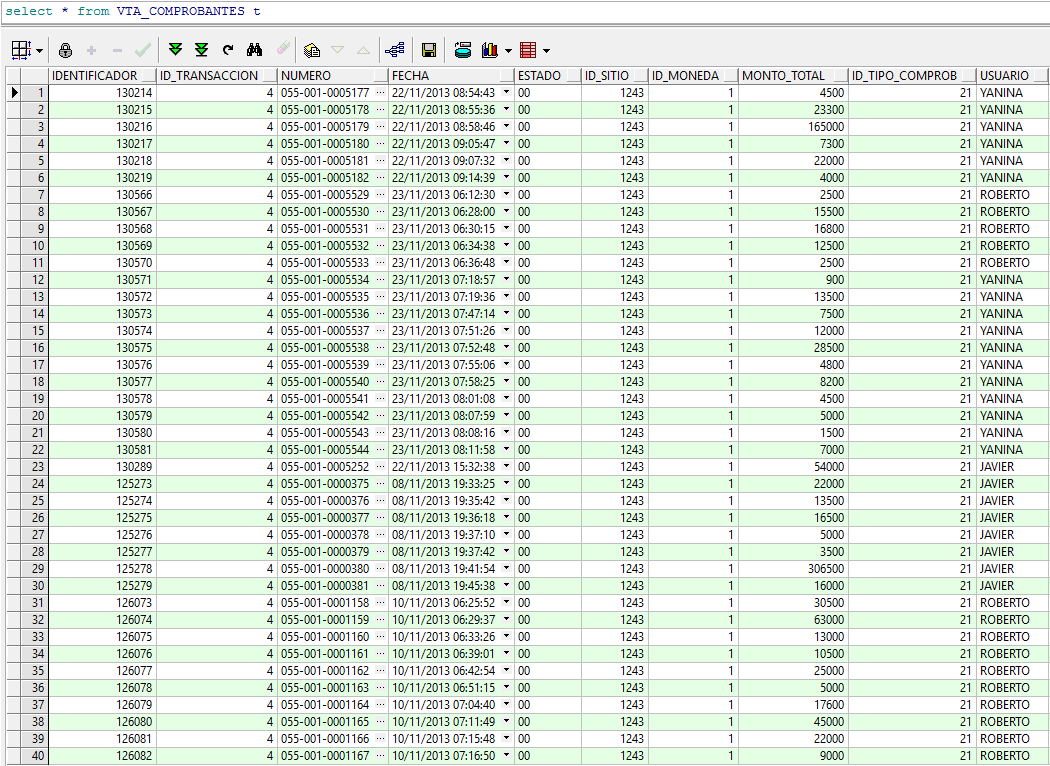 select * from VTA_COMPROBANTES t
IDENTIFICADOR ID_TRANSACCION NUMERO FECHA ESTADO ID_SITIO ID_MONEDA MONTO_TOTAL ID_TIPO_COMPROB USUARIO
1 130214 4 055-001-0005177 ... 22/11/2013 08:54:43 00 1243 1 4500 21 YANINA
2 130215 4 055-001-0005178 ... 22/11/2013 08:55:36 00 1243 1 23300 21 YANINA
3 130216 4 055-001-0005179 ... 22/11/2013 08:58:46 00 1243 1 165000 21 YANINA
4 130217 4 055-001-0005180 ... 22/11/2013 09:05:47 00 1243 1 7300 21 YANINA
5 130218 4 055-001-0005181 ... 22/11/2013 09:07:32 00 1243 1 22000 21 YANINA
6 130219 4 055-001-0005182 ... 22/11/2013 09:14:39 00 1243 1 4000 21 YANINA
7 130566 4 055-001-0005529 ... 23/11/2013 06:12:30 00 1243 1 2500 21 ROBERTO
8 130567 4 055-001-0005530 ... 23/11/2013 06:28:00 00 1243 1 15500 21 ROBERTO
9 130568 4 055-001-0005531 ... 23/11/2013 06:30:15 00 1243 1 16800 21 ROBERTO
10 130569 4 055-001-0005532 ... 23/11/2013 06:34:38 00 1243 1 12500 21 ROBERTO
11 130570 4 055-001-0005533 ... 23/11/2013 06:36:48 00 1243 1 2500 21 ROBERTO
12 130571 4 055-001-0005534 ... 23/11/2013 07:18:57 00 1243 1 900 21 YANINA
13 130572 4 055-001-0005535 ... 23/11/2013 07:19:36 00 1243 1 13500 21 YANINA
14 130573 4 055-001-0005536 ... 23/11/2013 07:47:14 00 1243 1 7500 21 YANINA
15 130574 4 055-001-0005537 ... 23/11/2013 07:51:26 00 1243 1 12000 21 YANINA
16 130575 4 055-001-0005538 ... 23/11/2013 07:52:48 00 1243 1 28500 21 YANINA
17 130576 4 055-001-0005539 ... 23/11/2013 07:55:06 00 1243 1 4800 21 YANINA
18 130577 4 055-001-0005540 ... 23/11/2013 07:58:25 00 1243 1 8200 21 YANINA
19 130578 4 055-001-0005541 ... 23/11/2013 08:01:08 00 1243 1 4500 21 YANINA
20 130579 4 055-001-0005542 ... 23/11/2013 08:07:59 00 1243 1 5000 21 YANINA
21 130580 4 055-001-0005543 ... 23/11/2013 08:08:16 00 1243 1 1500 21 YANINA
22 130581 4 055-001-0005544 ... 23/11/2013 08:11:58 00 1243 1 7000 21 YANINA
23 130289 4 055-001-0005252 ... 22/11/2013 15:32:38 00 1243 1 54000 21 JAVIER
24 125273 4 055-001-0000375 ... 08/11/2013 19:33:25 00 1243 1 22000 21 JAVIER
25 125274 4 055-001-0000376 ... 08/11/2013 19:35:42 00 1243 1 13500 21 JAVIER
26 125275 4 055-001-0000377 ... 08/11/2013 19:36:18 00 1243 1 16500 21 JAVIER
27 125276 4 055-001-0000378 ... 08/11/2013 19:37:10 00 1243 1 5000 21 JAVIER
28 125277 4 055-001-0000379 ... 08/11/2013 19:37:42 00 1243 1 3500 21 JAVIER
29 125278 4 055-001-0000380 ... 08/11/2013 19:41:54 00 1243 1 306500 21 JAVIER
30 125279 4 055-001-0000381 ... 08/11/2013 19:45:38 00 1243 1 16000 21 JAVIER
31 126073 4 055-001-0001158 ... 10/11/2013 06:25:52 00 1243 1 30500 21 ROBERTO
32 126074 4 055-001-0001159 ... 10/11/2013 06:29:37 00 1243 1 63000 21 ROBERTO
33 126075 4 055-001-0001160 ... 10/11/2013 06:33:26 00 1243 1 13000 21 ROBERTO
34 126076 4 055-001-0001161 ... 10/11/2013 06:39:01 00 1243 1 10500 21 ROBERTO
35 126077 4 055-001-0001162 ... 10/11/2013 06:42:54 00 1243 1 25000 21 ROBERTO
36 126078 4 055-001-0001163 ... 10/11/2013 06:51:15 00 1243 1 5000 21 ROBERTO
37 126079 4 055-001-0001164 ... 10/11/2013 07:04:40 00 1243 1 17600 21 ROBERTO
38 126080 4 055-001-0001165 ... 10/11/2013 07:11:49 00 1243 1 45000 21 ROBERTO
39 126081 4 055-001-0001166 ... 10/11/2013 07:15:48 00 1243 1 22000 21 ROBERTO
40 126082 4 055-001-0001167 ... 10/11/2013 07:16:50 00 1243 1 9000 21 ROBERTO